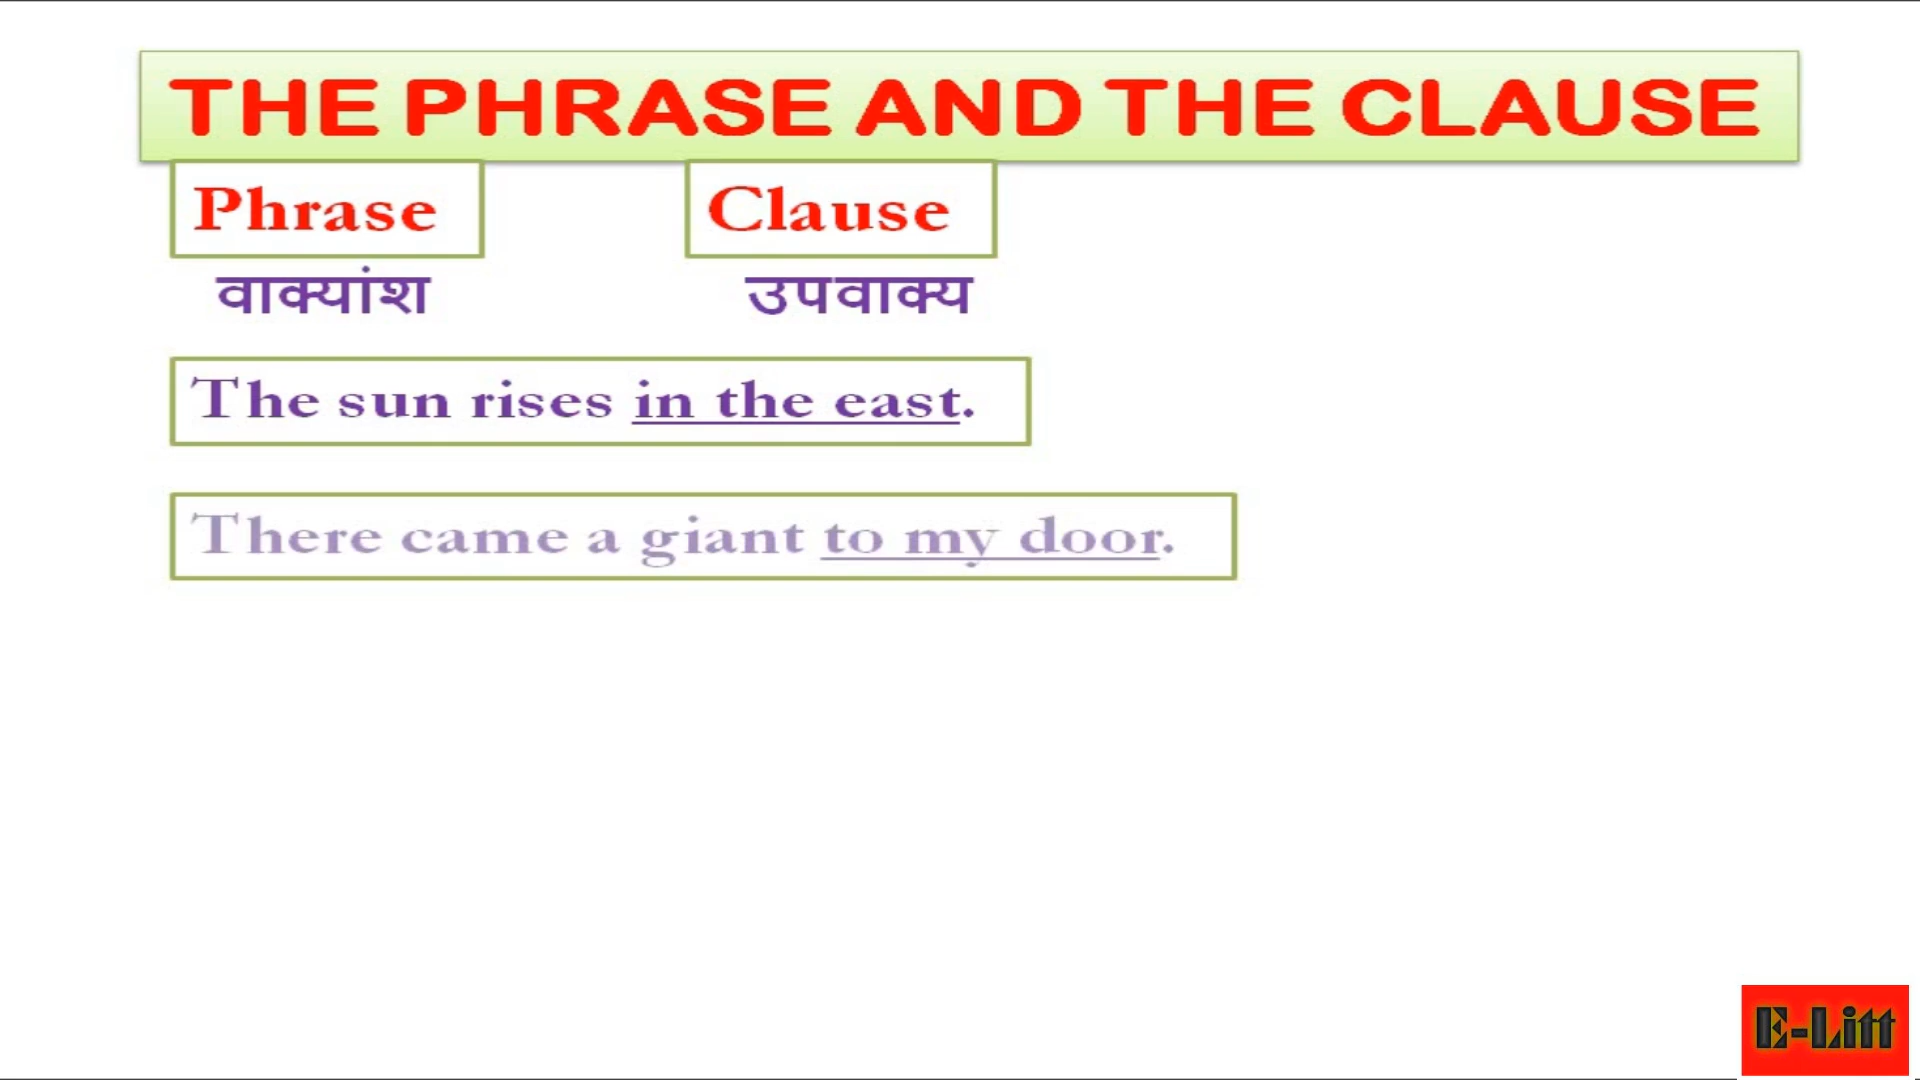 THE PHRASE AND THE CLAUSE
Phrase Clause
वाक्यांश उपवाक्य
The sun rises in the east.
There came a giant to my door.
E-Litt